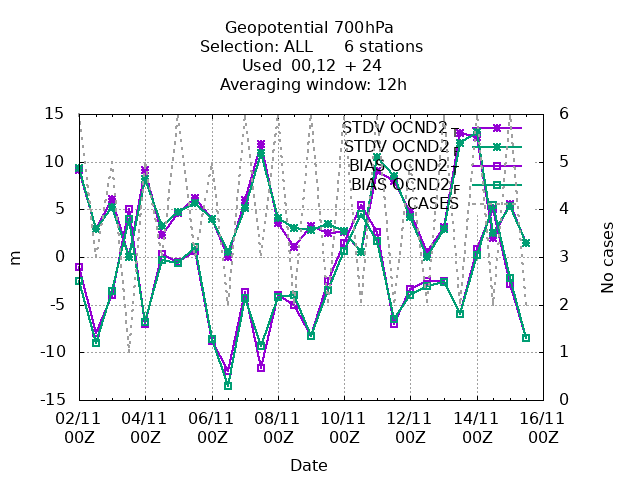 Geopotential 700hPa
Selection: ALL 6 stations
Used 00,12 + 24
Averaging window: 12h
15
10
5
0
-5
-10
-15
m
6
5
4
3
2
1
0
No cases
STDV OCND2
STDV OCND2
BIAS OCND2
BIAS OCND2
CASES
02/11 04/11 06/11 08/11 10/11 12/11 14/11 16/11
00Z 00Z 00Z 00Z 00Z 00Z 00Z 00Z
Date